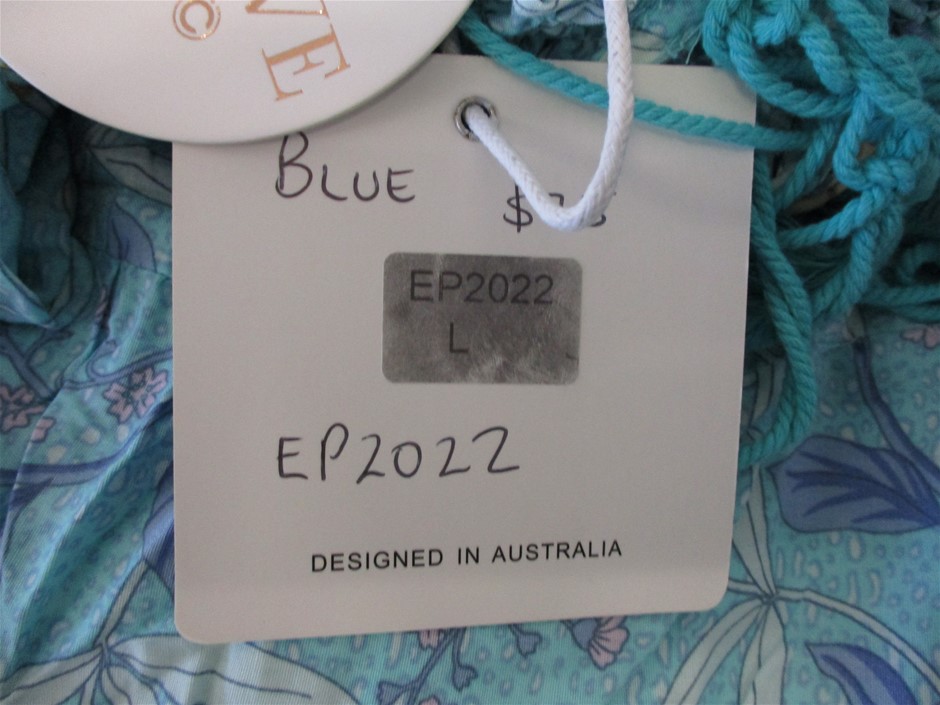 ©
BLUE
EP2022
L
EP2022
DESIGNED IN AUSTRALIA